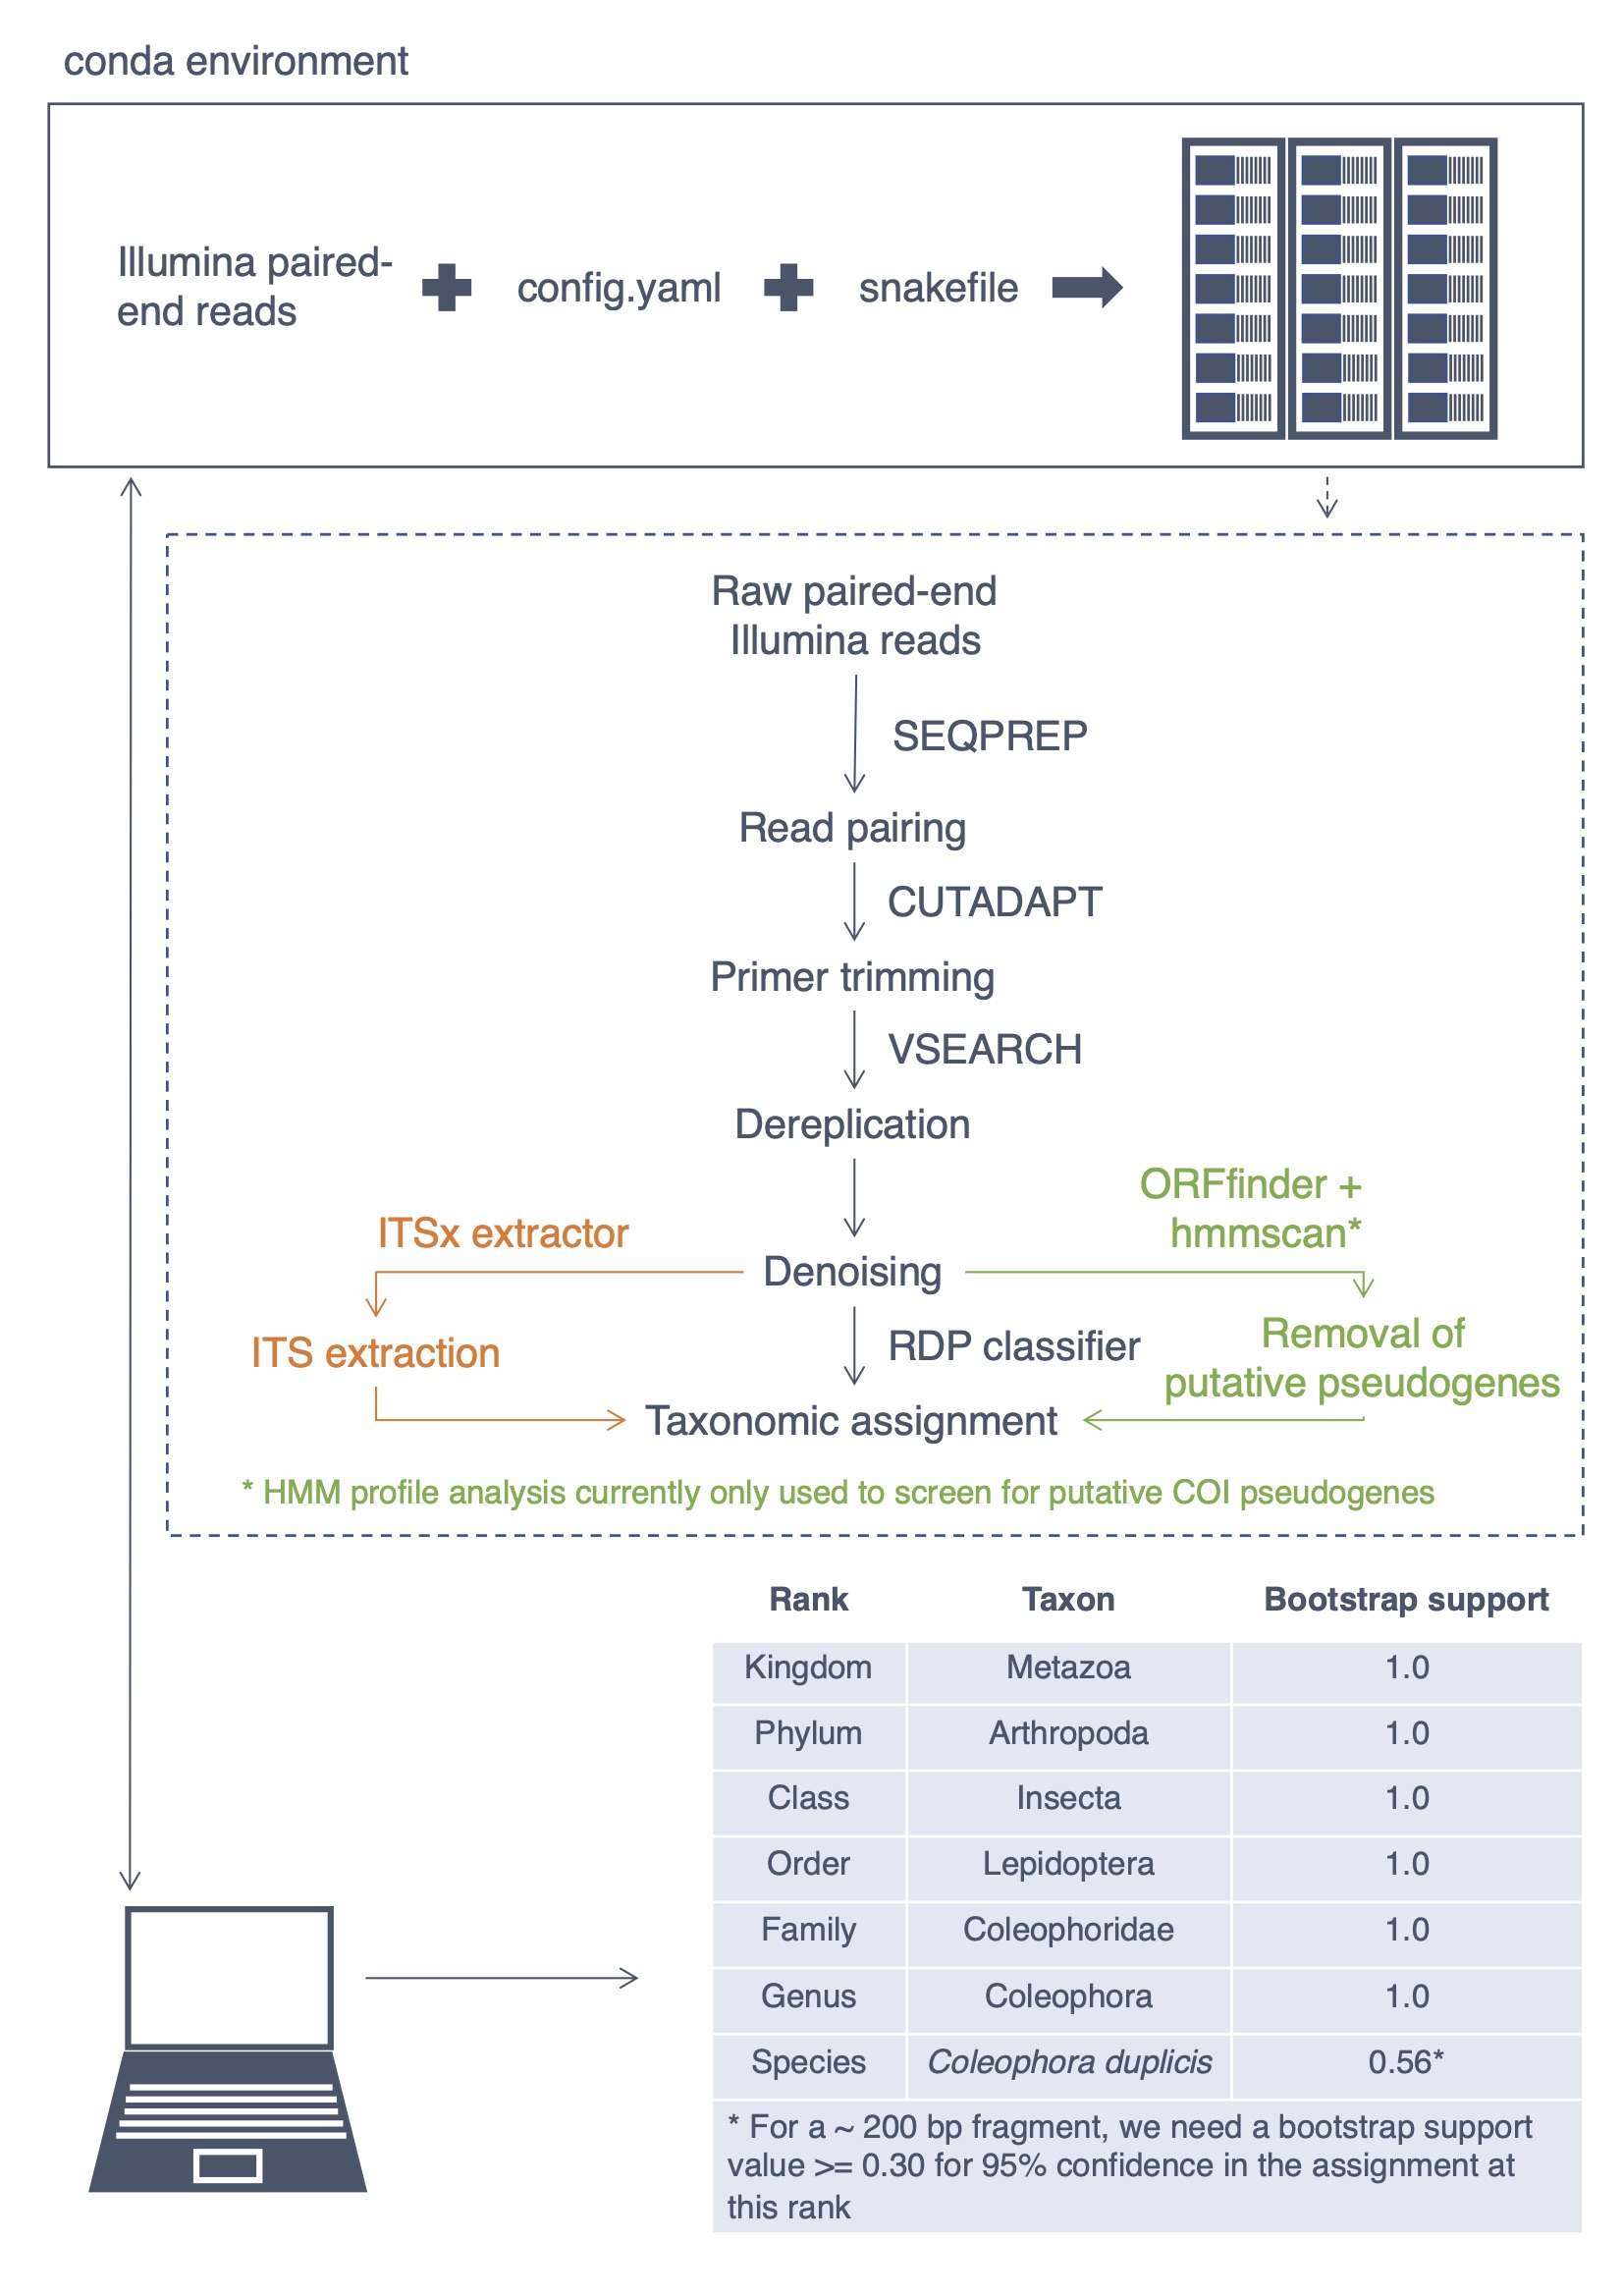 conda environment
Illumina paired-
end reads
config.yaml
snakefile
Raw paired-end
Illumina reads
SEQPREP
Read pairing
CUTADAPT
Primer trimming
VSEARCH
Dereplication
ORFfinder +
hmmscan*
ITSx extractor
Denoising
ITS extraction
RDP classifier
Removal of
putative pseudogenes
Taxonomic assignment
* HMM profile analysis currently only used to screen for putative COI pseudogenes
Rank Taxon Bootstrap support
Kingdom Metazoa 1.0
Phylum Arthropoda 1.0
Class Insecta 1.0
Order Lepidoptera 1.0
Family Coleophoridae 1.0
Genus Coleophora 1.0
Species Coleophora duplicis 0.56*
* For a ~ 200 bp fragment, we need a bootstrap support
value >= 0.30 for 95% confidence in the assignment at
this rank